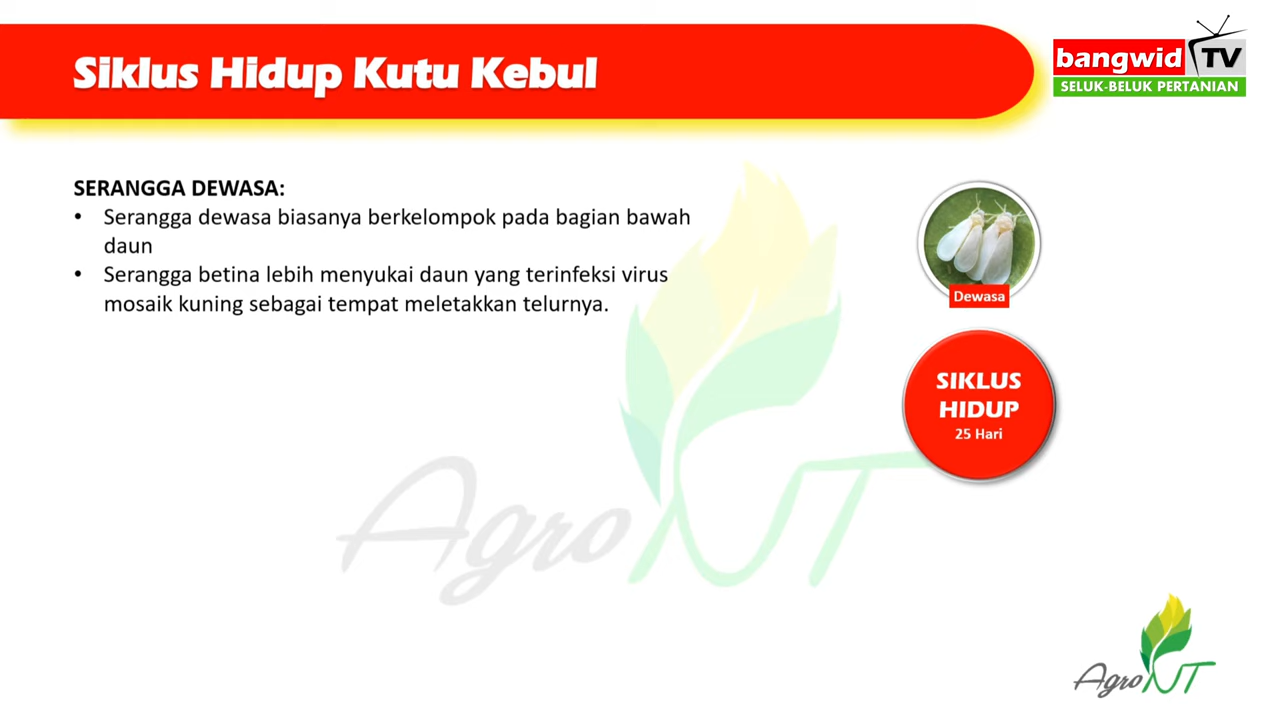 Siklus Hidup Kutu Kebul
bangwid TV
SELUK-BELUK PERTANIAN
SERANGGA DEWASA:
• Serangga dewasa biasanya berkelompok pada bagian bawah
daun
• Serangga betina lebih menyukai daun yang terinfeksi virus
mosaik kuning sebagai tempat meletakkan telurnya.
Dewasa
SIKLUS
HIDUP
25 Hari
Agro NT
Agro NT